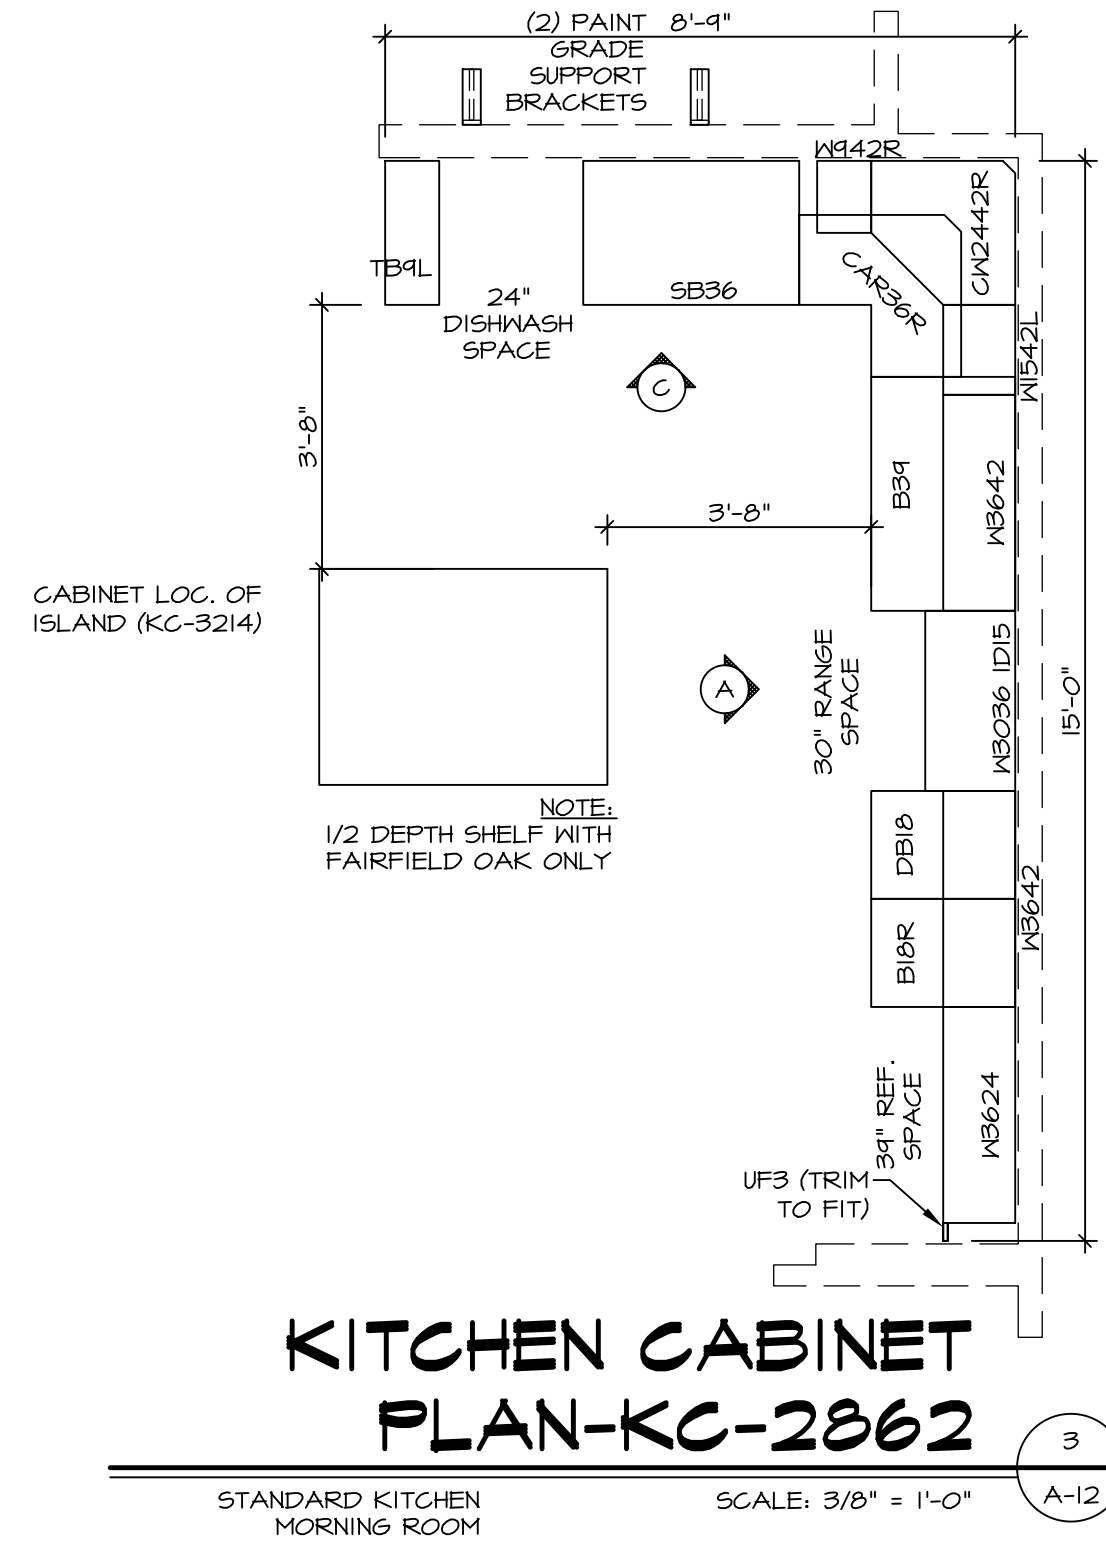 (2) PAINT 8'-9"
GRADE
SUPPORT
BRACKETS
W942R
CW2442R
TB9L
24"
DISHWASH
SPACE
SB36
CAR36R
W1542L
C
3'-8"
B39
W3642
3'-8"
CABINET LOC. OF
ISLAND (KC-3214)
A
30" RANGE
SPACE
W3036 1D15
15'-0"
NOTE:
1/2 DEPTH SHELF WITH
FAIRFIELD OAK ONLY
DB18
W3642
B18R
39" REF.
SPACE
W3624
UF3 (TRIM
TO FIT)
KITCHEN CABINET
PLAN-KC-2862
3
A-12
STANDARD KITCHEN
MORNING ROOM
SCALE: 3/8" = 1'-0"